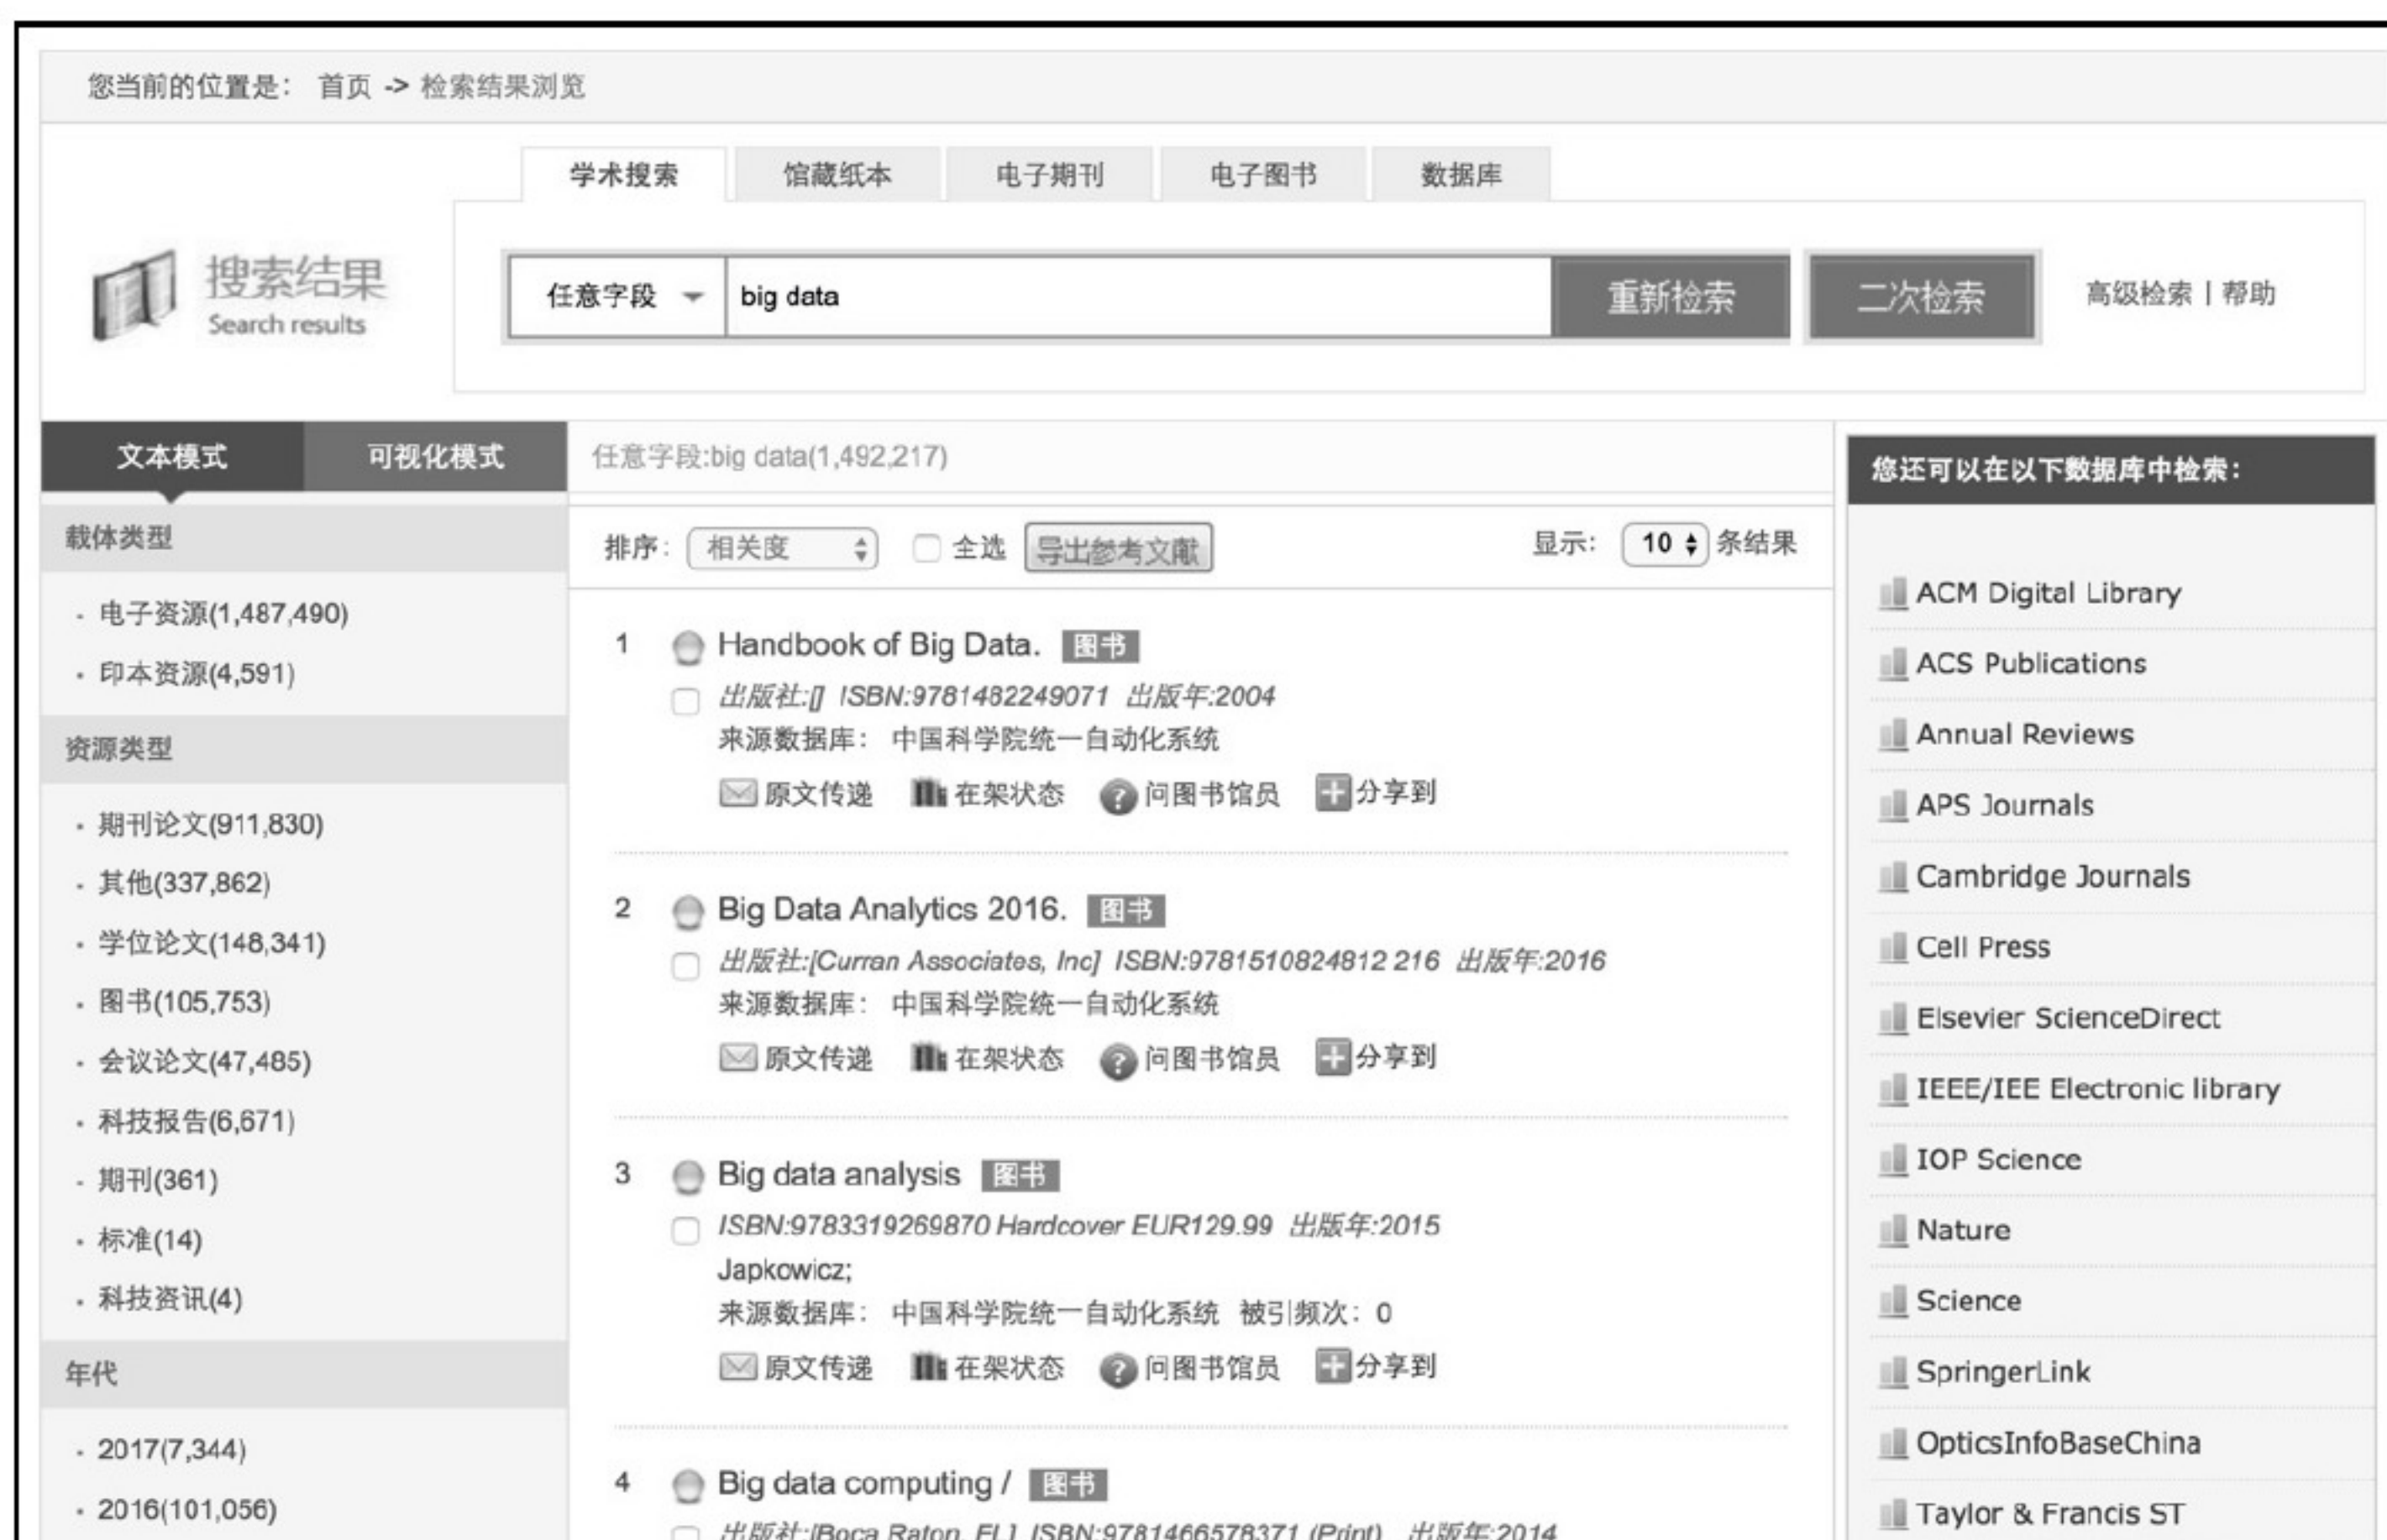 您当前的位置是： 首页 -> 检索结果浏览
学术搜索 馆藏纸本 电子期刊 电子图书 数据库
搜索结果
Search results
任意字段 big data 重新检索 二次检索 高级检索 | 帮助
文本模式 可视化模式
载体类型
· 电子资源(1,487,490)
· 印本资源(4,591)
资源类型
· 期刊论文(911,830)
· 其他(337,862)
· 学位论文(148,341)
· 图书(105,753)
· 会议论文(47,485)
· 科技报告(6,671)
· 期刊(361)
· 标准(14)
· 科技资讯(4)
年代
· 2017(7,344)
· 2016(101,056)
任意字段:big data(1,492,217)
排序： 相关度 全选 导出参考文献 显示： 10 条结果
1 Handbook of Big Data. 图书
出版社:[] ISBN:9781482249071 出版年:2004
来源数据库： 中国科学院统一自动化系统
原文传递 在架状态 问图书馆员 分享到
2 Big Data Analytics 2016. 图书
出版社:[Curran Associates, Inc] ISBN:9781510824812 216 出版年:2016
来源数据库： 中国科学院统一自动化系统
原文传递 在架状态 问图书馆员 分享到
3 Big data analysis 图书
ISBN:9783319269870 Hardcover EUR129.99 出版年:2015
Japkowicz;
来源数据库： 中国科学院统一自动化系统 被引频次：0
原文传递 在架状态 问图书馆员 分享到
4 Big data computing / 图书
出版社:[Boca Raton, FL] ISBN:9781466578371 (Print) 出版年:2014
您还可以在以下数据库中检索：
ACM Digital Library
ACS Publications
Annual Reviews
APS Journals
Cambridge Journals
Cell Press
Elsevier ScienceDirect
IEEE/IEE Electronic library
IOP Science
Nature
Science
SpringerLink
OpticsInfoBaseChina
Taylor & Francis ST